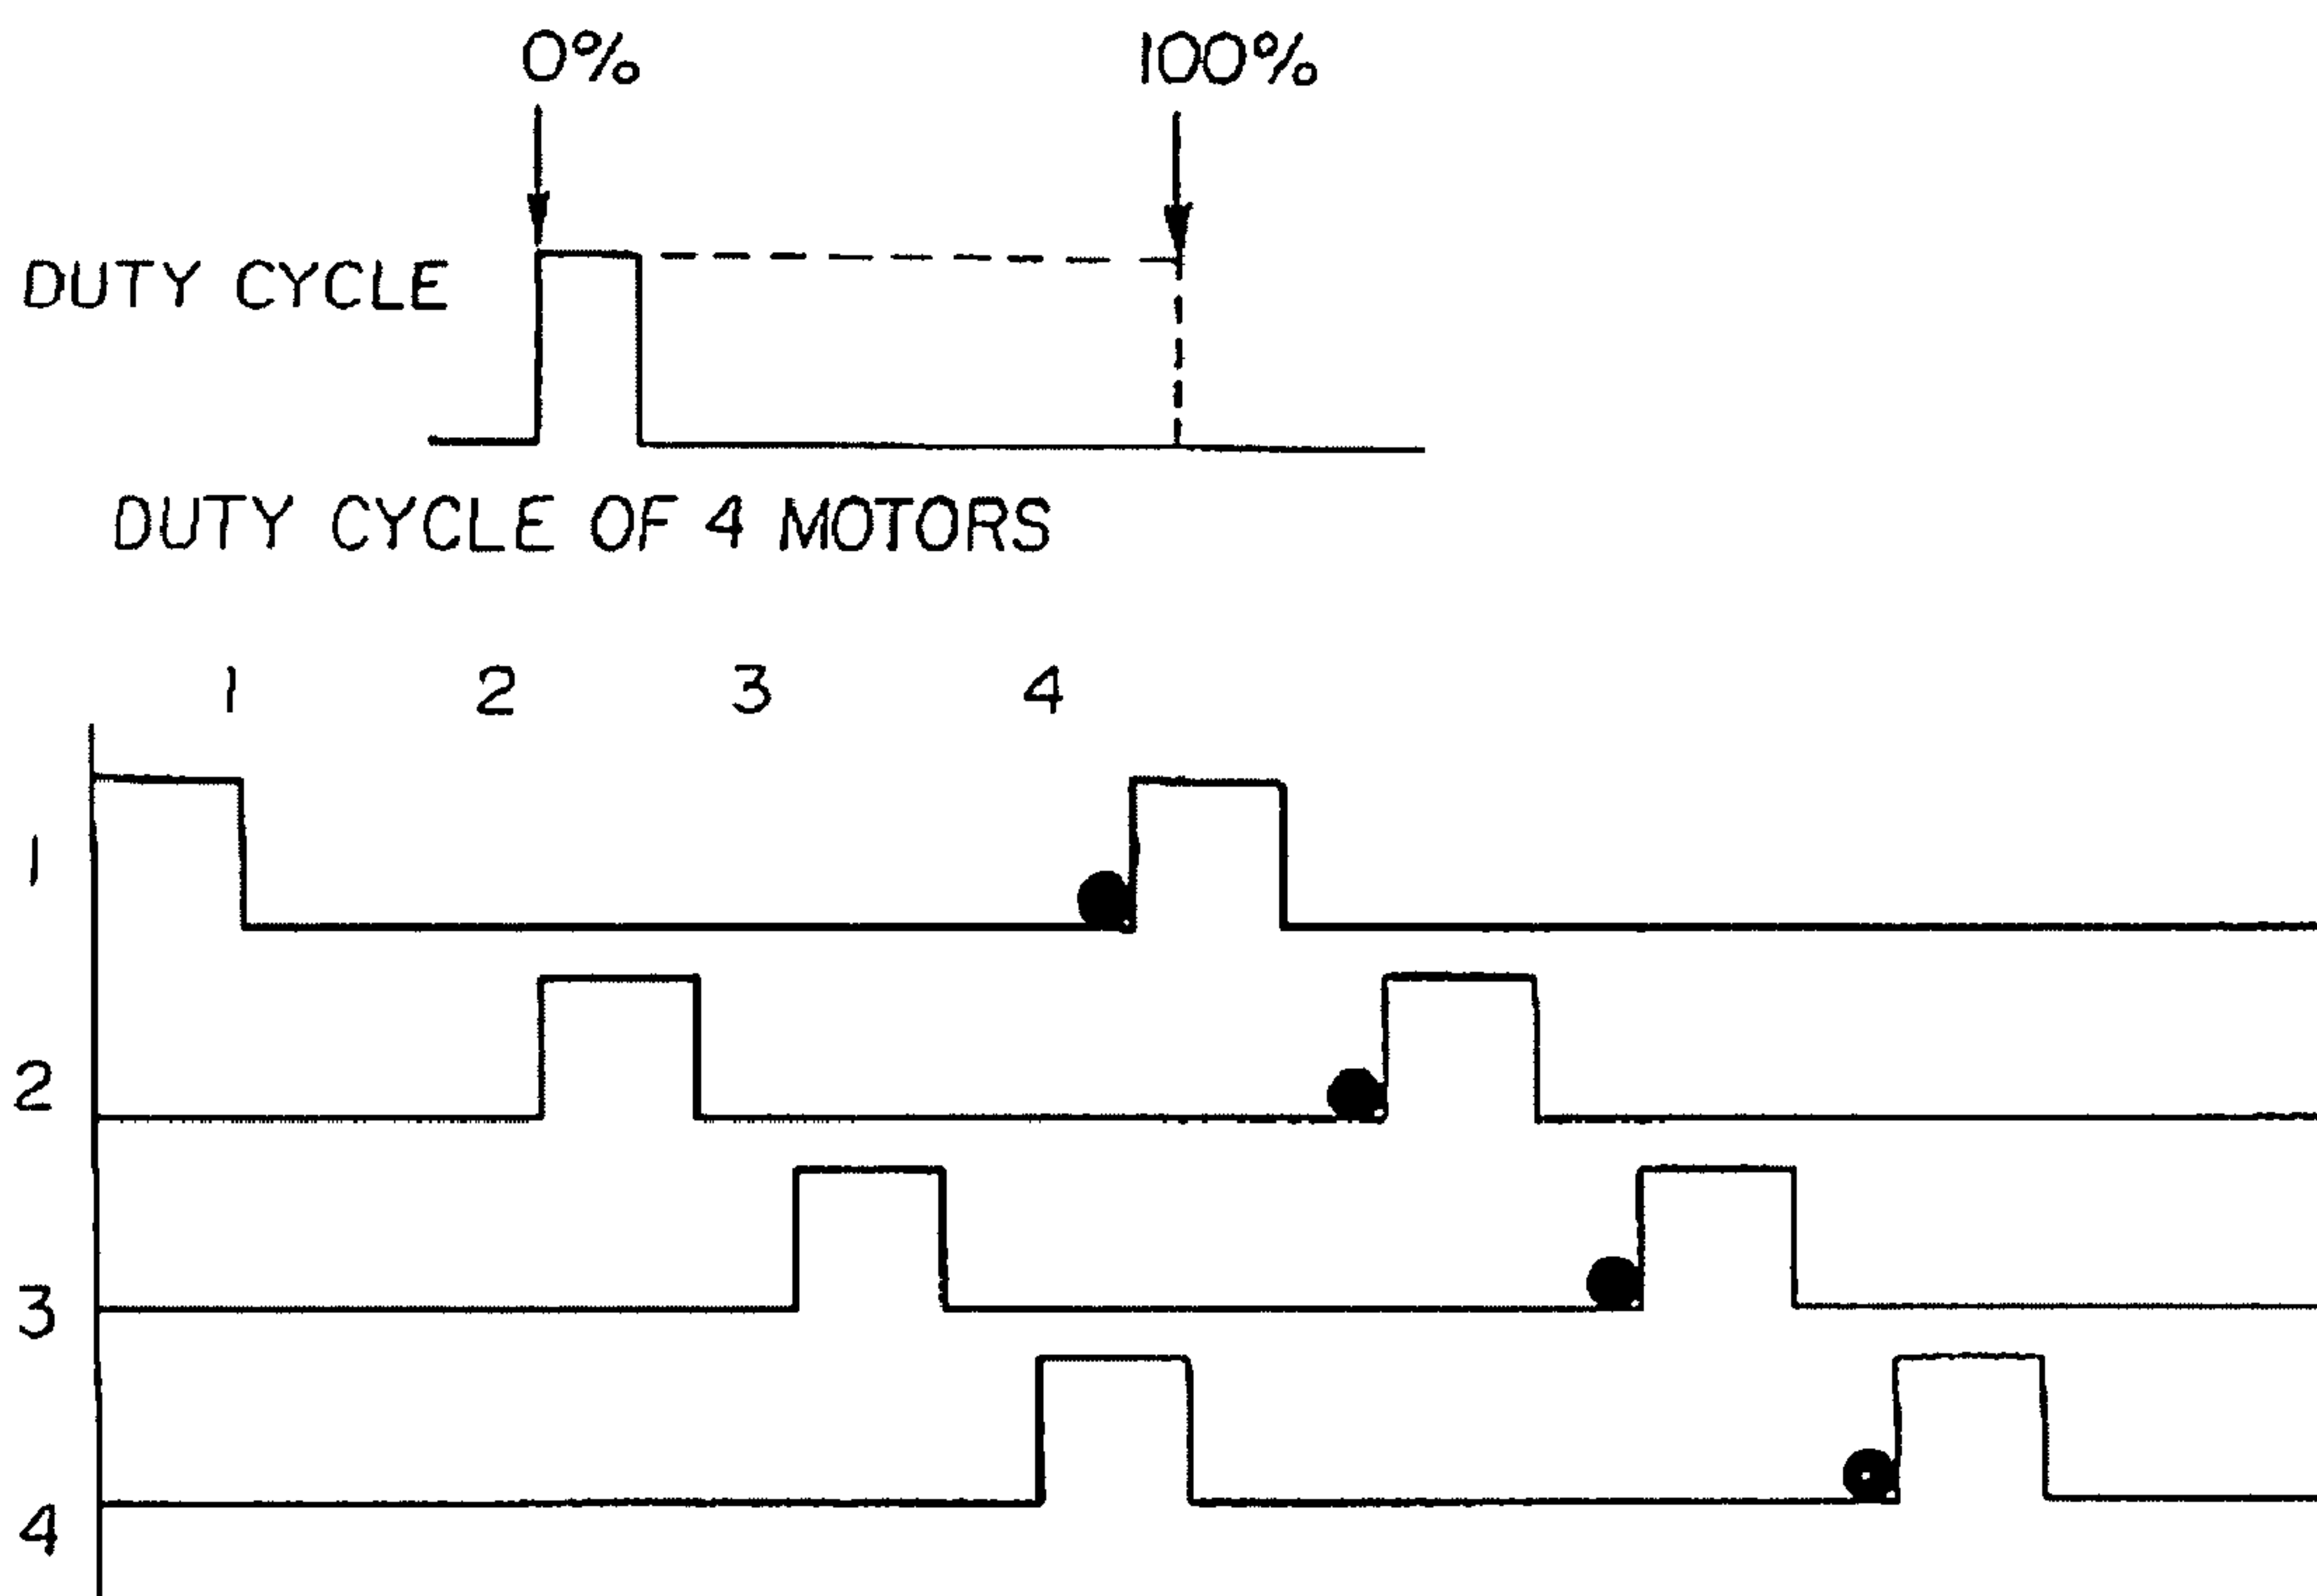 0% 100%
DUTY CYCLE
DUTY CYCLE OF 4 MOTORS
1 2 3 4
1
2
3
4